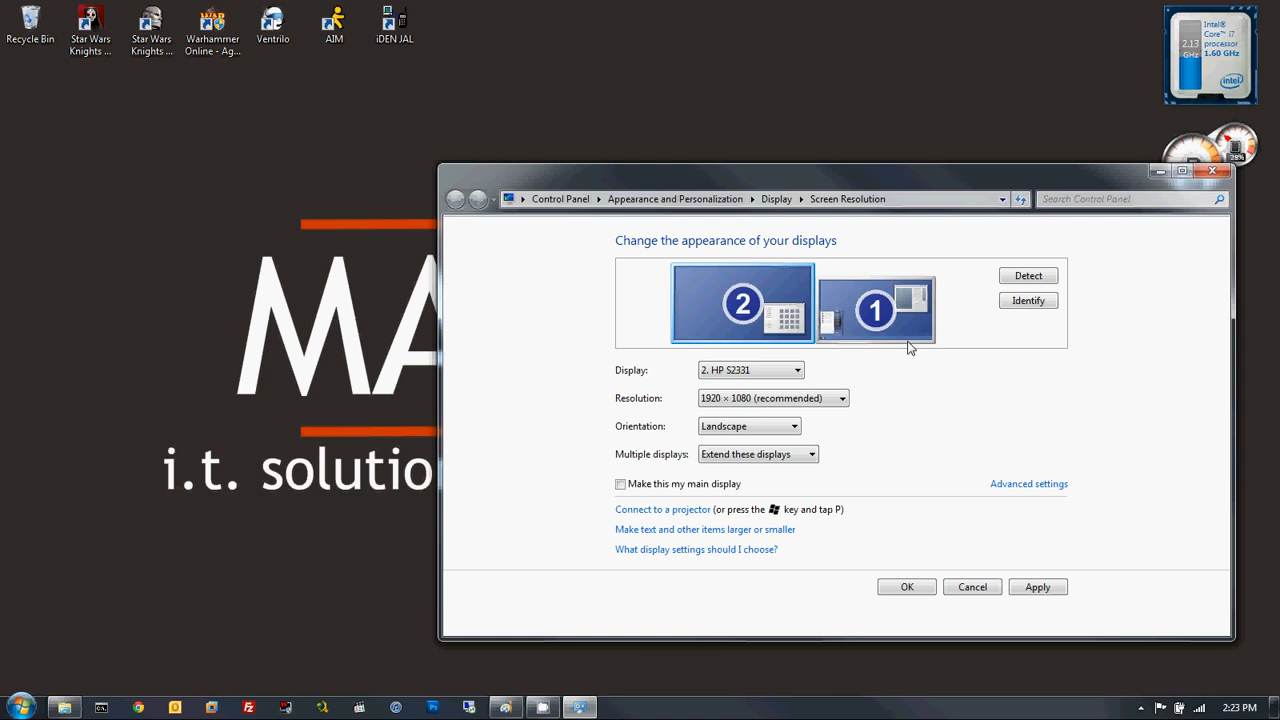 Recycle Bin
Star Wars
Knights ...
Star Wars
Knights ...
Warhammer
Online - Ag...
Ventrilo
AIM
iDEN JAL
Intel®
Core™ i7
processor
1.60 GHz
2.13
GHz
intel
28%
MA
i.t. solutio
Control Panel
Appearance and Personalization
Display
Screen Resolution
Search Control Panel
Change the appearance of your displays
2
1
Detect
Identify
Display:
2. HP S2331
Resolution:
1920 × 1080 (recommended)
Orientation:
Landscape
Multiple displays:
Extend these displays
Make this my main display
Advanced settings
Connect to a projector (or press the key and tap P)
Make text and other items larger or smaller
What display settings should I choose?
OK
Cancel
Apply
2:23 PM